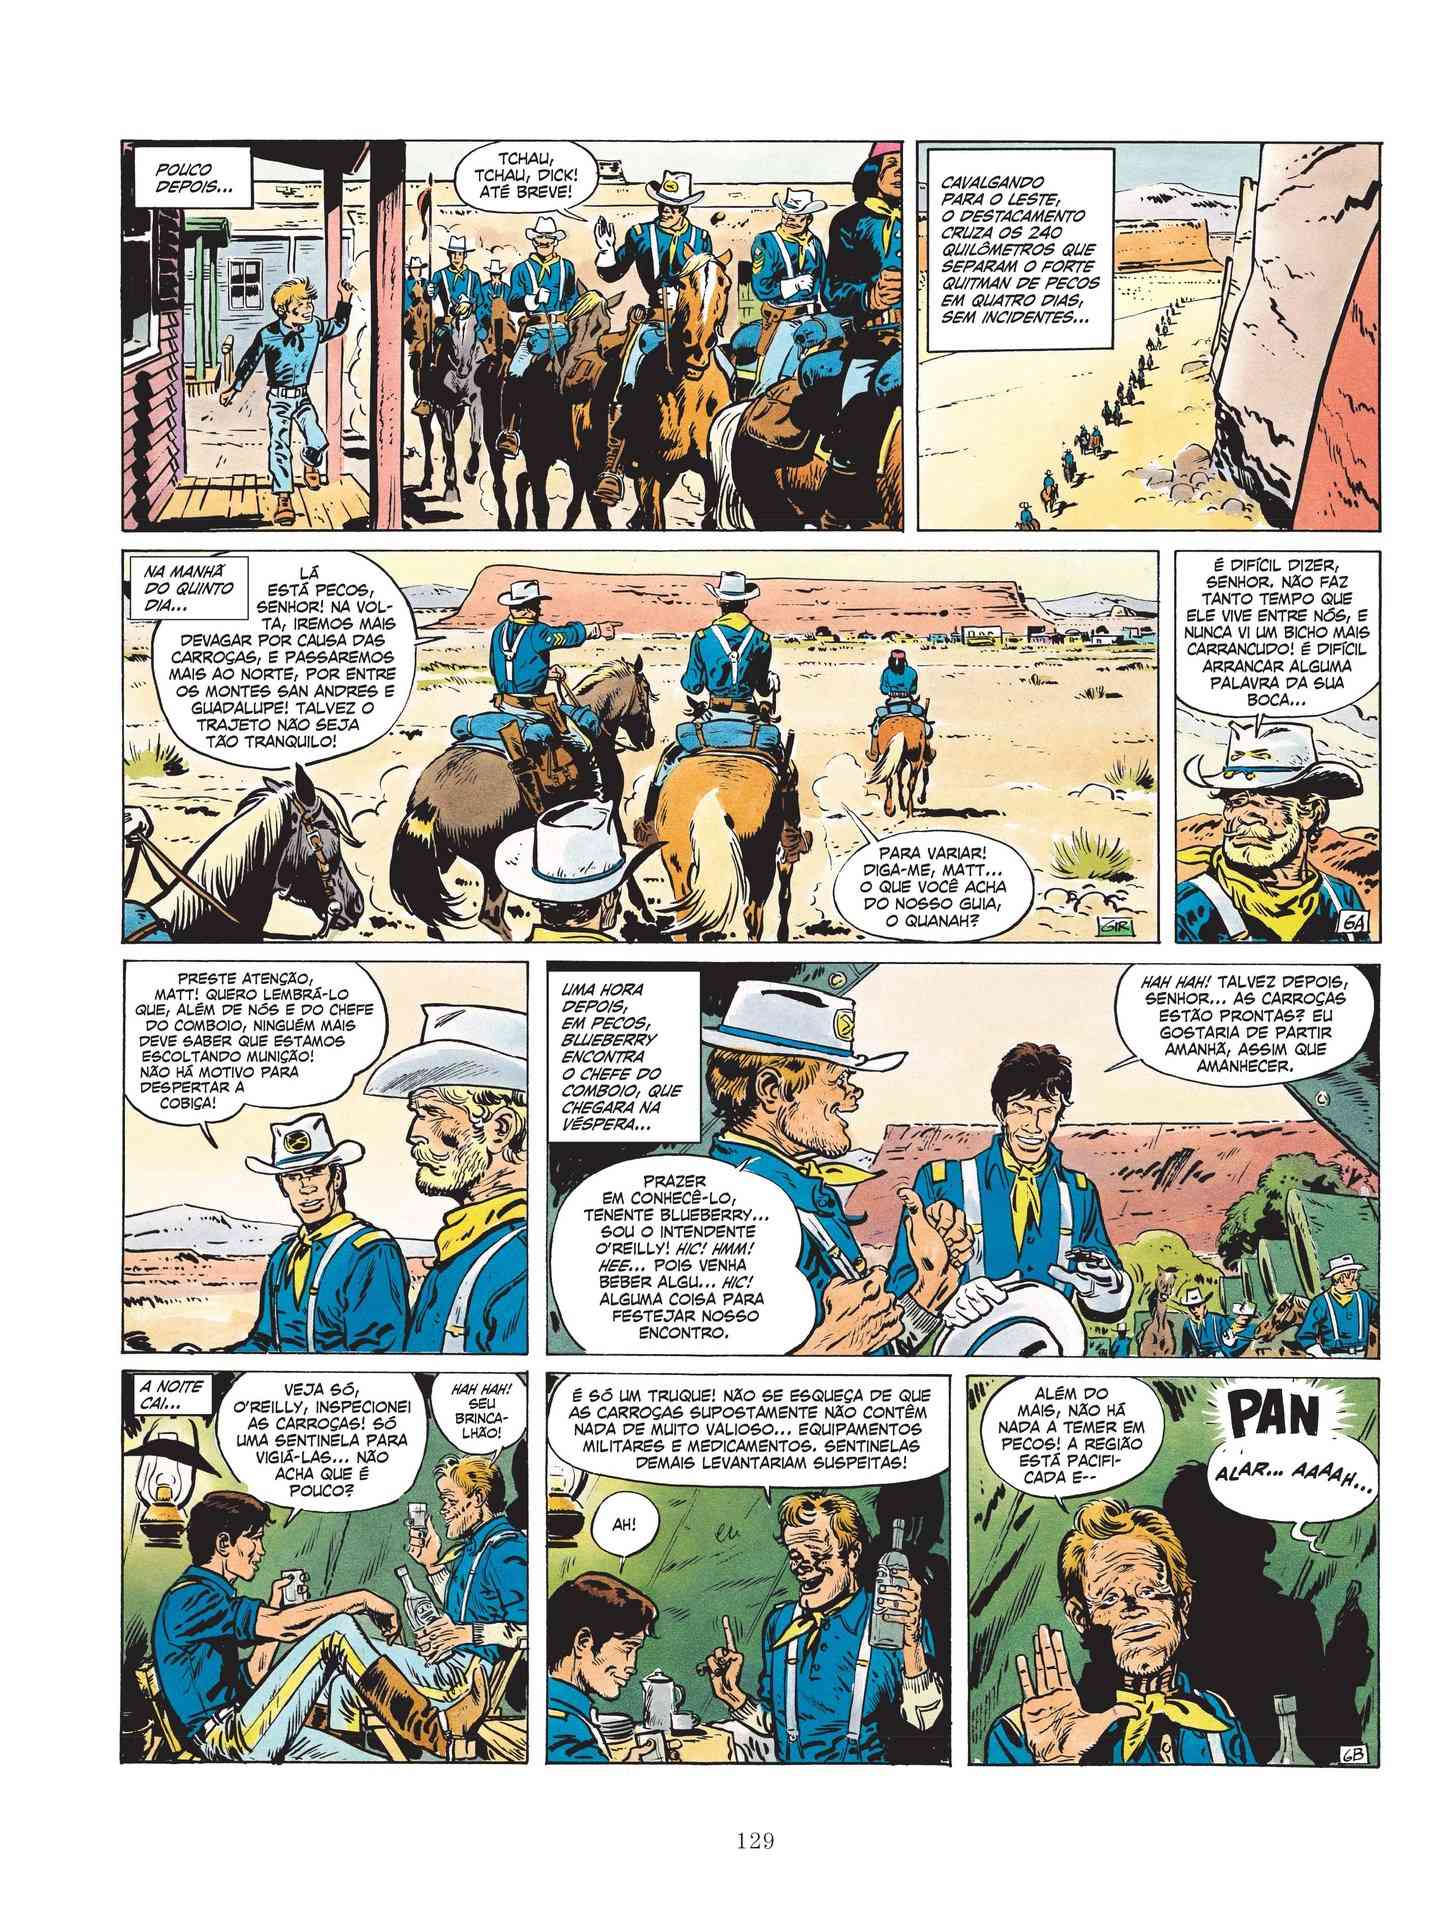 POUCO
DEPOIS...
TCHAU,
TCHAU, DICK!
ATÉ BREVE!
CAVALGANDO
PARA O LESTE,
O DESTACAMENTO
CRUZA OS 240
QUILÔMETROS QUE
SEPARAM O FORTE
QUITMAN DE PECOS
EM QUATRO DIAS,
SEM INCIDENTES...
NA MANHÃ
DO QUINTO
DIA...
LÁ
ESTÁ PECOS,
SENHOR! NA VOL-
TA, IREMOS MAIS
DEVAGAR POR CAUSA DAS
CARROÇAS, E PASSAREMOS
MAIS AO NORTE, POR ENTRE
OS MONTES SAN ANDRES E
GUADALUPE! TALVEZ O
TRAJETO NÃO SEJA
TÃO TRANQUILO!
PARA VARIAR!
DIGA-ME, MATT...
O QUE VOCÊ ACHA
DO NOSSO GUIA,
O QUANAH?
GIR
É DIFÍCIL DIZER,
SENHOR. NÃO FAZ
TANTO TEMPO QUE
ELE VIVE ENTRE NÓS, E
NUNCA VI UM BICHO MAIS
CARRANCUDO! É DIFÍCIL
ARRANCAR ALGUMA
PALAVRA DA SUA
BOCA...
6A
PRESTE ATENÇÃO,
MATT! QUERO LEMBRÁ-LO
QUE, ALÉM DE NÓS E DO CHEFE
DO COMBOIO, NINGUÉM MAIS
DEVE SABER QUE ESTAMOS
ESCOLTANDO MUNIÇÃO!
NÃO HÁ MOTIVO PARA
DESPERTAR A
COBIÇA!
UMA HORA
DEPOIS,
EM PECOS,
BLUEBERRY
ENCONTRA
O CHEFE DO
COMBOIO, QUE
CHEGARA NA
VÉSPERA...
PRAZER
EM CONHECÊ-LO,
TENENTE BLUEBERRY...
SOU O INTENDENTE
O'REILLY! HIC! HMM!
HEE... POIS VENHA
BEBER ALGU... HIC!
ALGUMA COISA PARA
FESTEJAR NOSSO
ENCONTRO.
HAH HAH! TALVEZ DEPOIS,
SENHOR... AS CARROÇAS
ESTÃO PRONTAS? EU
GOSTARIA DE PARTIR
AMANHÃ, ASSIM QUE
AMANHECER.
A NOITE
CAI...
VEJA SÓ,
O'REILLY, INSPECIONEI
AS CARROÇAS! SÓ
UMA SENTINELA PARA
VIGIÁ-LAS... NÃO
ACHA QUE É
POUCO?
HAH HAH!
SEU
BRINCA-
LHÃO!
É SÓ UM TRUQUE! NÃO SE ESQUEÇA DE QUE
AS CARROÇAS SUPOSTAMENTE NÃO CONTÊM
NADA DE MUITO VALIOSO... EQUIPAMENTOS
MILITARES E MEDICAMENTOS. SENTINELAS
DEMAIS LEVANTARIAM SUSPEITAS!
AH!
ALÉM DO
MAIS, NÃO HÁ
NADA A TEMER EM
PECOS! A REGIÃO
ESTÁ PACIFI-
CADA E--
PAN
ALAR... AAAAH...
6B
129